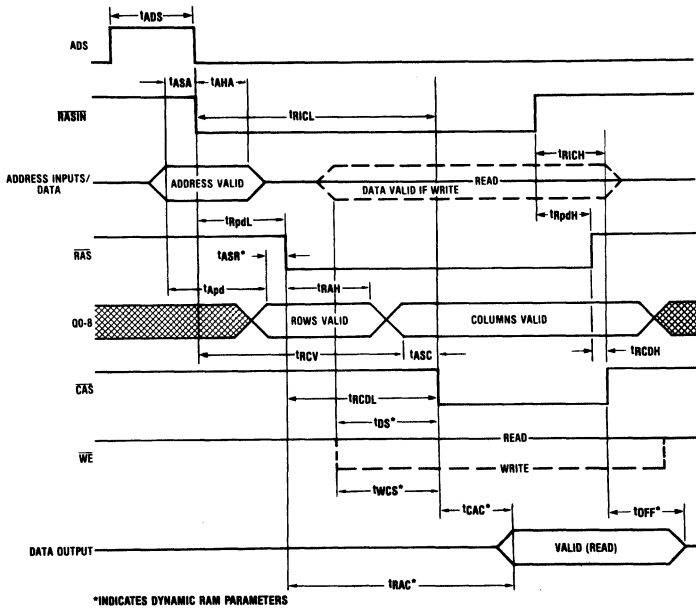 tADS
ADS
tASA
tAHA
RASIN
tRICL
tRICH
ADDRESS INPUTS/
DATA
ADDRESS VALID
READ
DATA VALID IF WRITE
tRpdL
tRpdH
RAS
tASR*
tApd
tRAH
Q0-8
ROWS VALID
COLUMNS VALID
tRCV
tASC
tRCDH
CAS
tRCDL
tDS*
WE
READ
WRITE
tWCS*
tCAC*
tOFF*
DATA OUTPUT
VALID (READ)
tRAC*
*INDICATES DYNAMIC RAM PARAMETERS